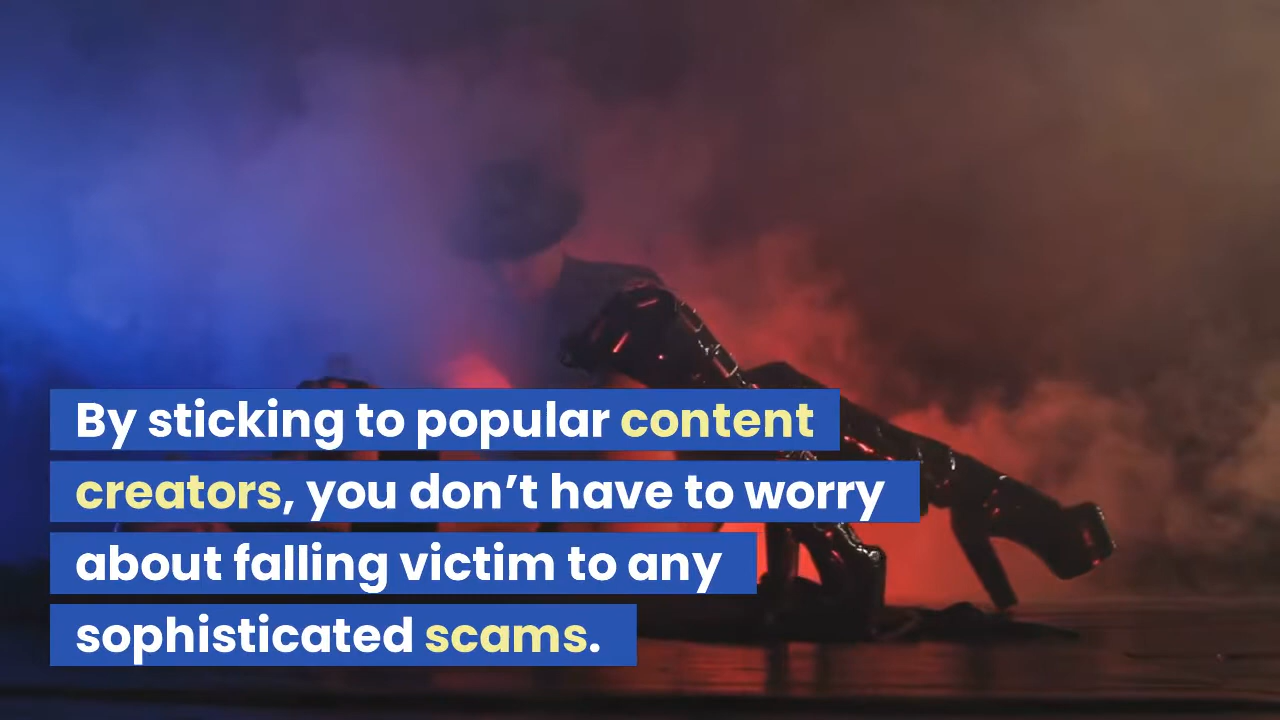 By sticking to popular content
creators, you don’t have to worry
about falling victim to any
sophisticated scams.